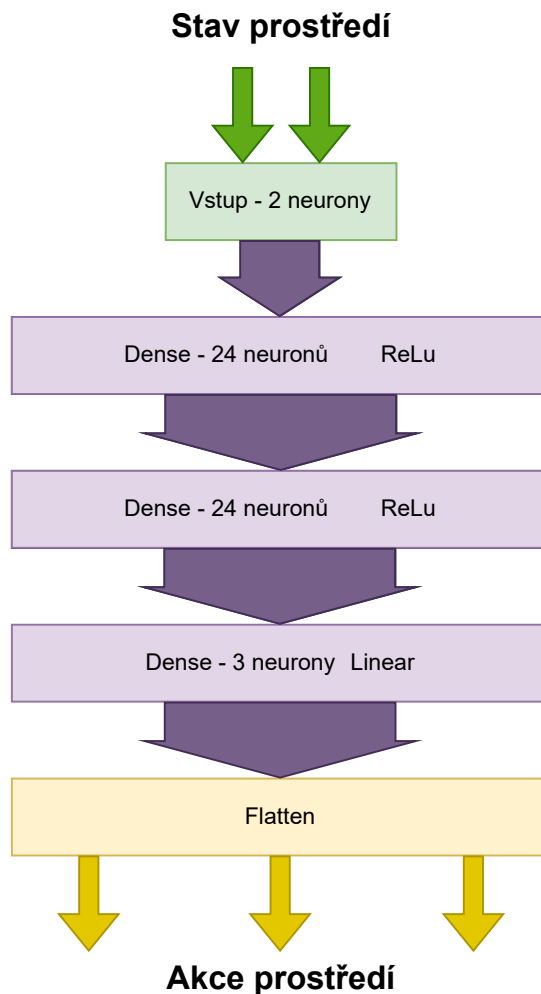 Stav prostředí
Vstup - 2 neurony
Dense - 24 neuronů ReLu
Dense - 24 neuronů ReLu
Dense - 3 neurony Linear
Flatten
Akce prostředí